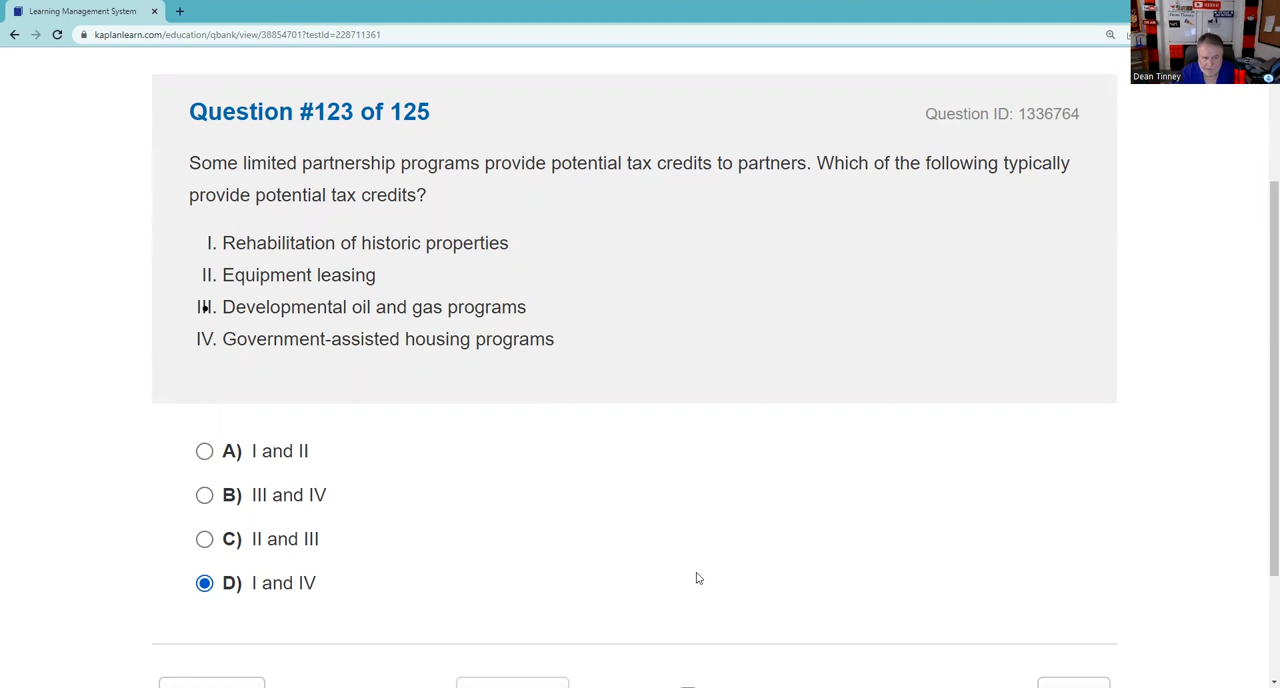 Learning Management System
kaplanlearn.com/education/qbank/view/38854701?testId=228711361
Dean Tinney
Question #123 of 125
Question ID: 1336764
Some limited partnership programs provide potential tax credits to partners. Which of the following typically
provide potential tax credits?
I. Rehabilitation of historic properties
II. Equipment leasing
III. Developmental oil and gas programs
IV. Government-assisted housing programs
A) I and II
B) III and IV
C) II and III
D) I and IV